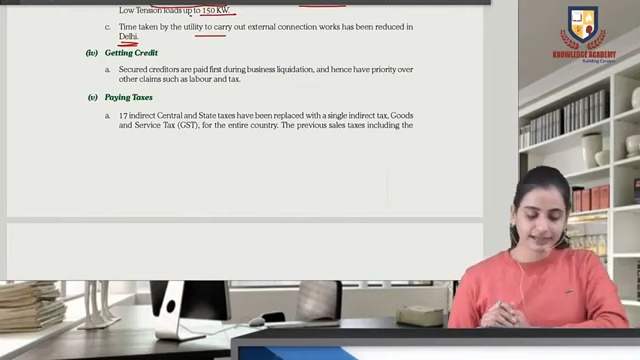 Low Tension loads up to 150 KW.
c. Time taken by the utility to carry out external connection works has been reduced in
Delhi.
(iv) Getting Credit
a. Secured creditors are paid first during business liquidation, and hence have priority over
other claims such as labour and tax.
(v) Paying Taxes
a. 17 indirect Central and State taxes have been replaced with a single indirect tax, Goods
and Service Tax (GST), for the entire country. The previous sales taxes including the
KNOWLEDGE ACADEMY
Building Careers